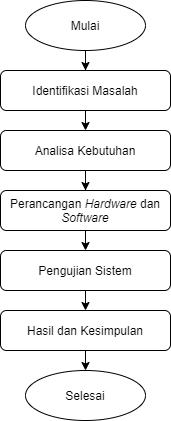 Mulai
Identifikasi Masalah
Analisa Kebutuhan
Perancangan Hardware dan
Software
Pengujian Sistem
Hasil dan Kesimpulan
Selesai